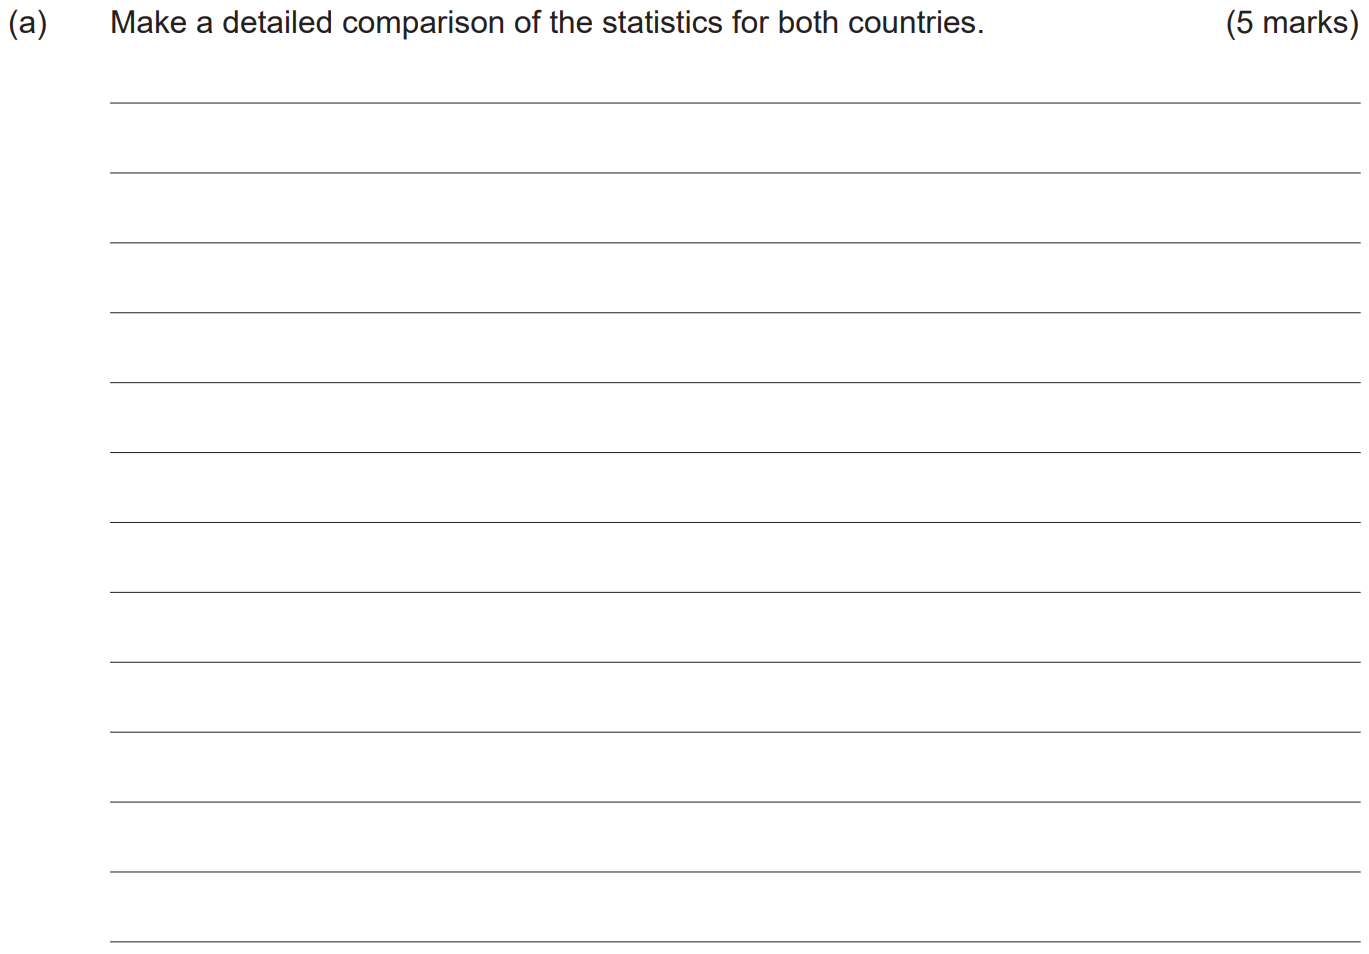 (a) Make a detailed comparison of the statistics for both countries. (5 marks)